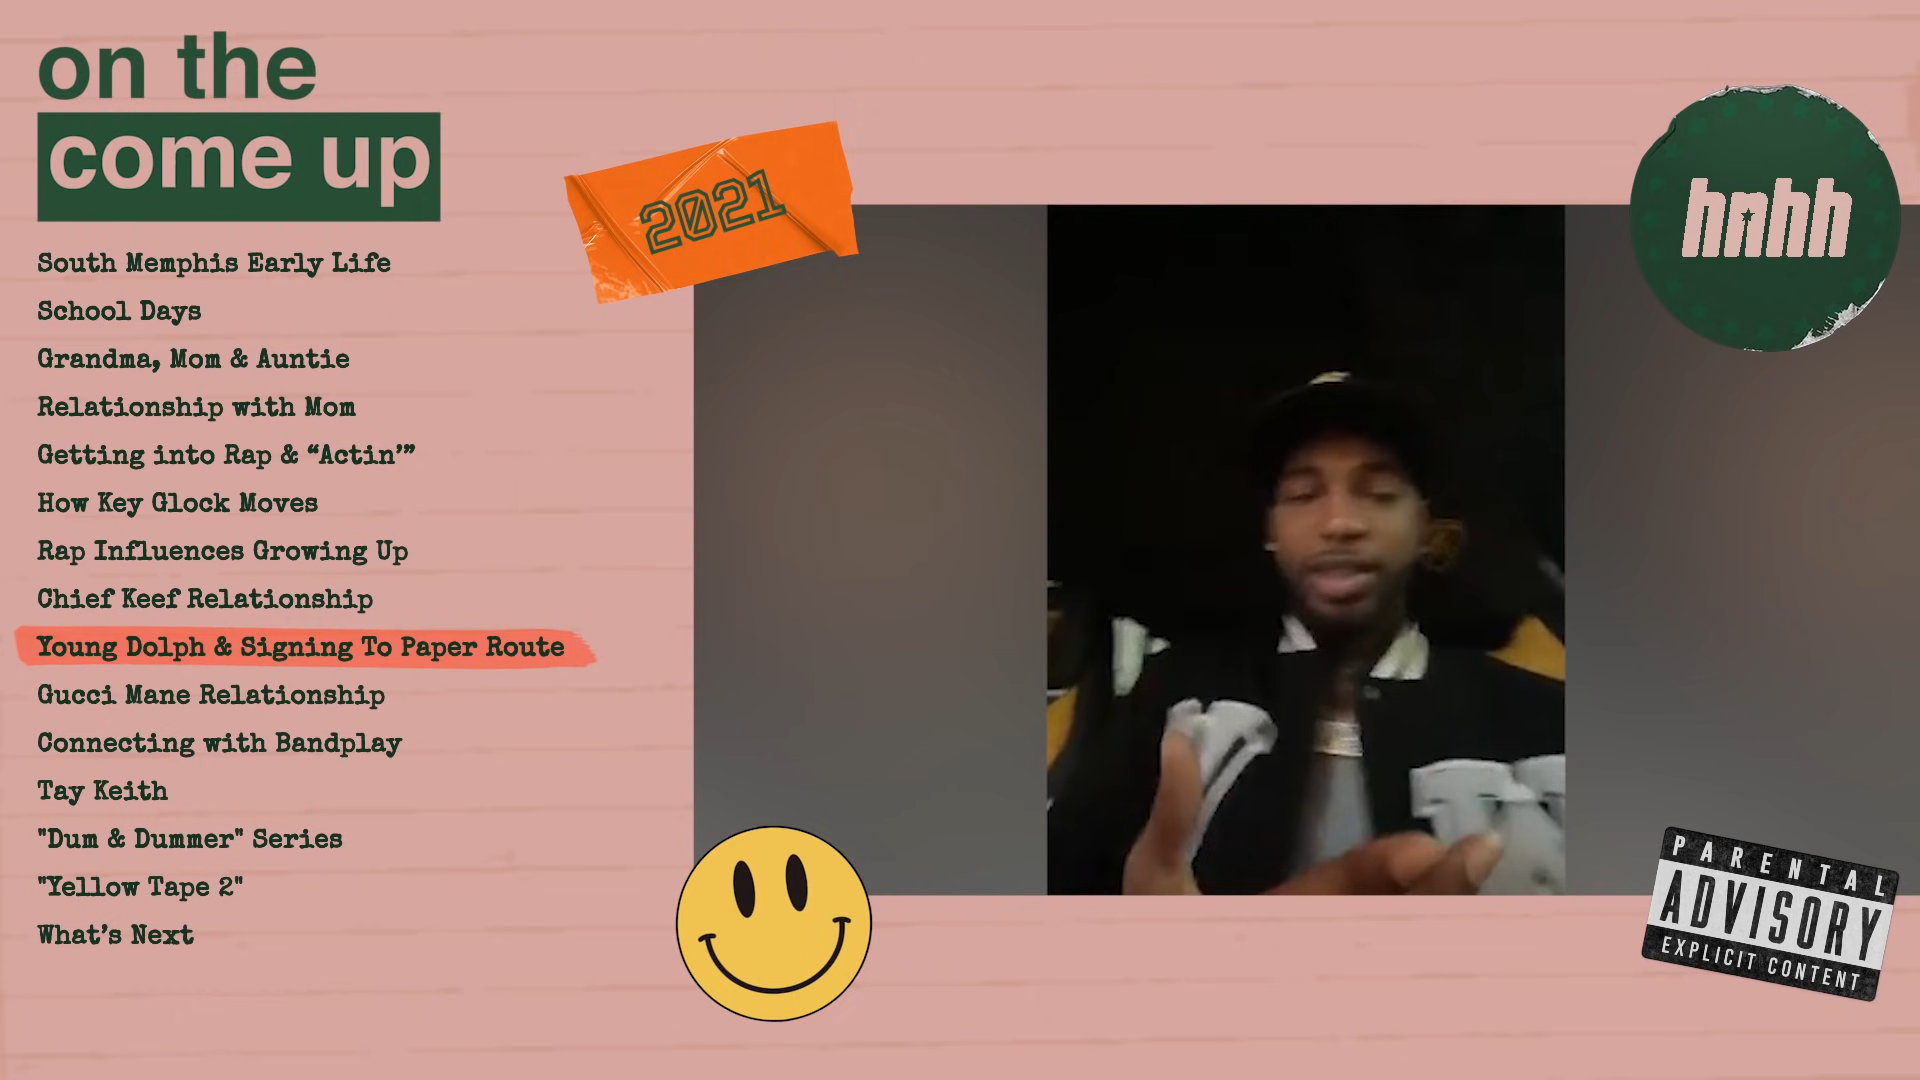 on the
come up
South Memphis Early Life
School Days
Grandma, Mom & Auntie
Relationship with Mom
Getting into Rap & “Actin’”
How Key Glock Moves
Rap Influences Growing Up
Chief Keef Relationship
Young Dolph & Signing To Paper Route
Gucci Mane Relationship
Connecting with Bandplay
Tay Keith
"Dum & Dummer" Series
"Yellow Tape 2"
What’s Next
2021
hnhh
PARENTAL
ADVISORY
EXPLICIT CONTENT